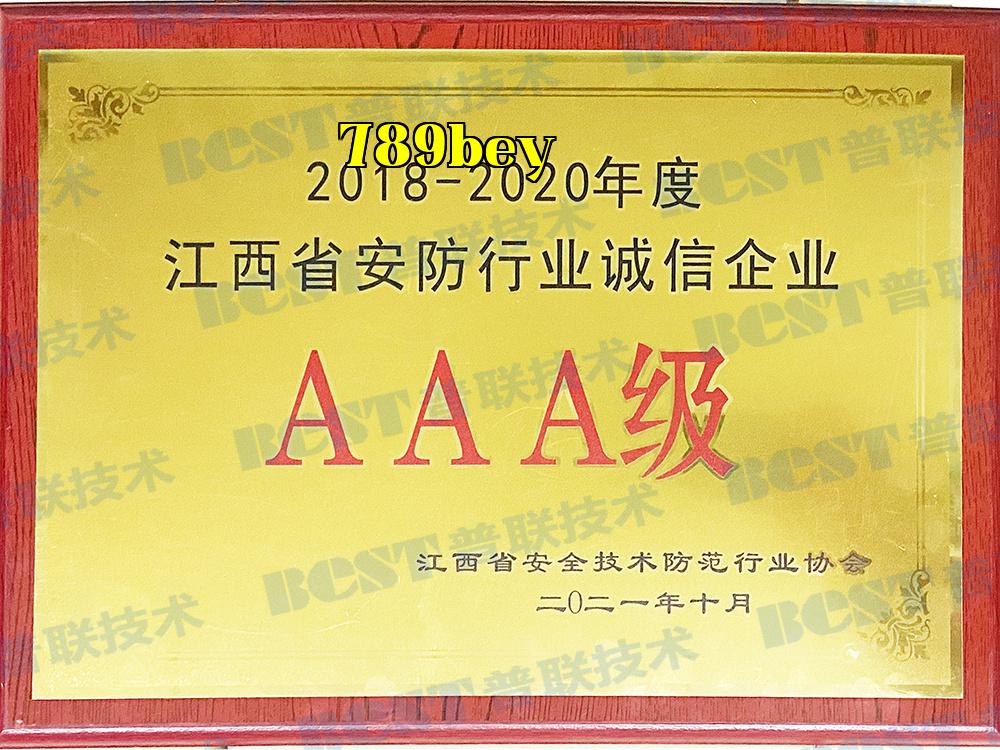 789bey
2018-2020年度
江西省安防行业诚信企业
AAA级
江西省安全技术防范行业协会
二〇二一年十月
BCST普联技术